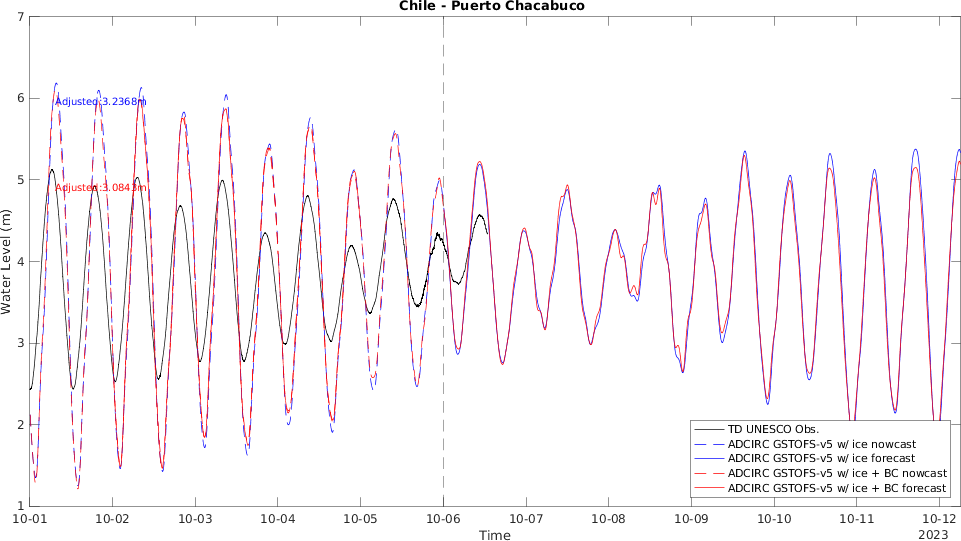 Chile - Puerto Chacabuco
7
6
5
4
3
2
1
Water Level (m)
Adjusted:3.2368m
Adjusted:3.0843m
TD UNESCO Obs.
ADCIRC GSTOFS-v5 w/ ice nowcast
ADCIRC GSTOFS-v5 w/ ice forecast
ADCIRC GSTOFS-v5 w/ ice + BC nowcast
ADCIRC GSTOFS-v5 w/ ice + BC forecast
10-01 10-02 10-03 10-04 10-05 10-06 10-07 10-08 10-09 10-10 10-11 10-12
Time
2023